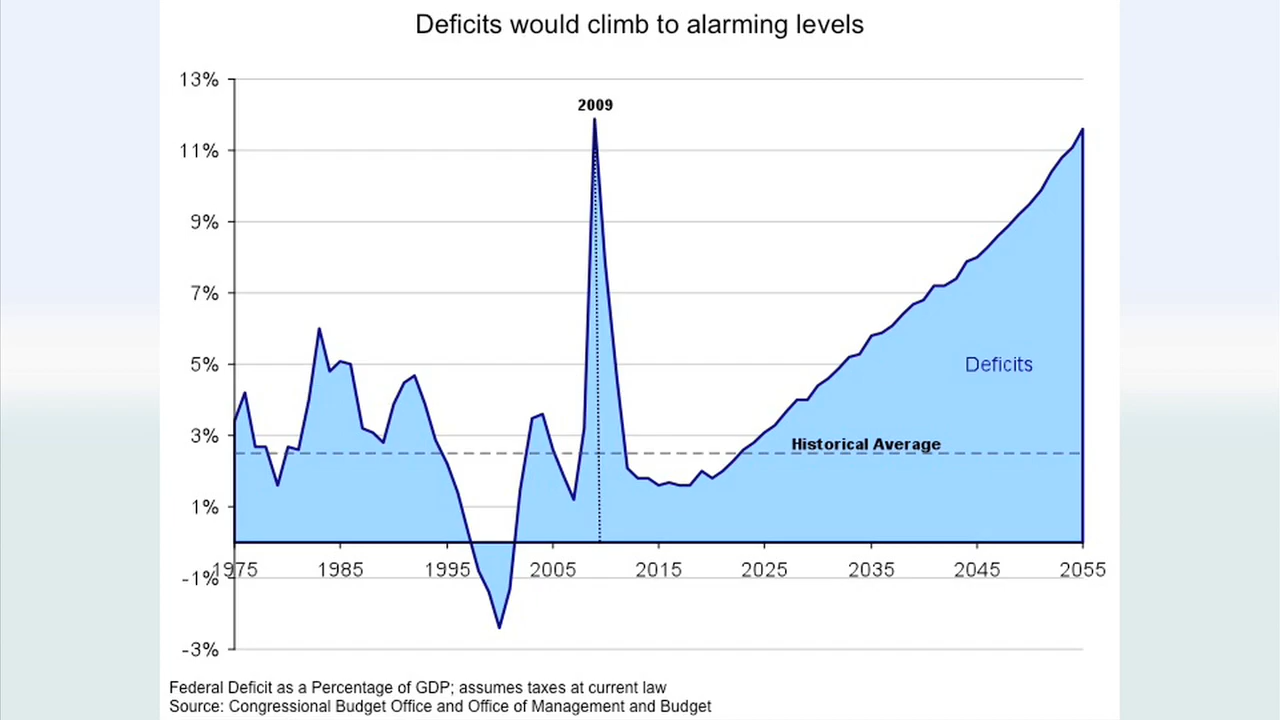 Deficits would climb to alarming levels
13%
2009
11%
9%
7%
5%
Deficits
3%
Historical Average
1%
1975 1985 1995 2005 2015 2025 2035 2045 2055
-1%
-3%
Federal Deficit as a Percentage of GDP; assumes taxes at current law
Source: Congressional Budget Office and Office of Management and Budget